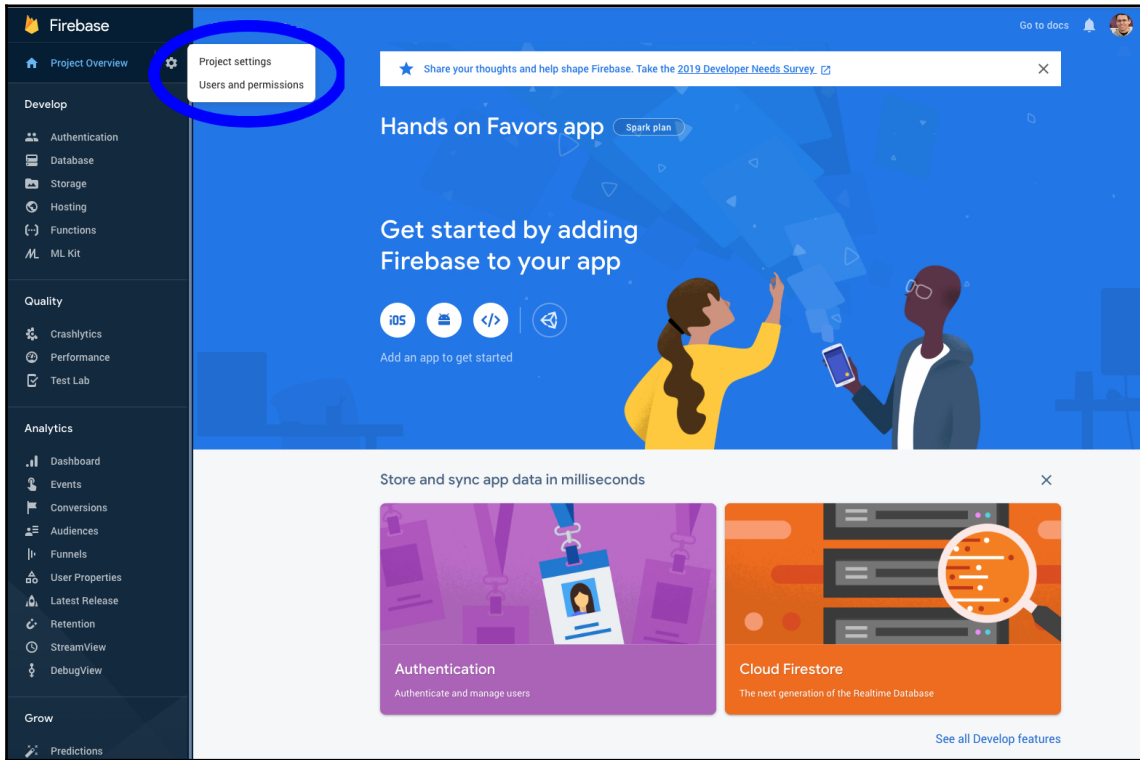 Firebase
Go to docs
Project Overview
Project settings
Users and permissions
Share your thoughts and help shape Firebase. Take the 2019 Developer Needs Survey
Develop
Authentication
Database
Storage
Hosting
Functions
ML Kit
Quality
Crashlytics
Performance
Test Lab
Analytics
Dashboard
Events
Conversions
Audiences
Funnels
User Properties
Latest Release
Retention
StreamView
DebugView
Grow
Predictions
Hands on Favors app Spark plan
Get started by adding
Firebase to your app
iOS
Add an app to get started
Store and sync app data in milliseconds
Authentication
Authenticate and manage users
Cloud Firestore
The next generation of the Realtime Database
See all Develop features